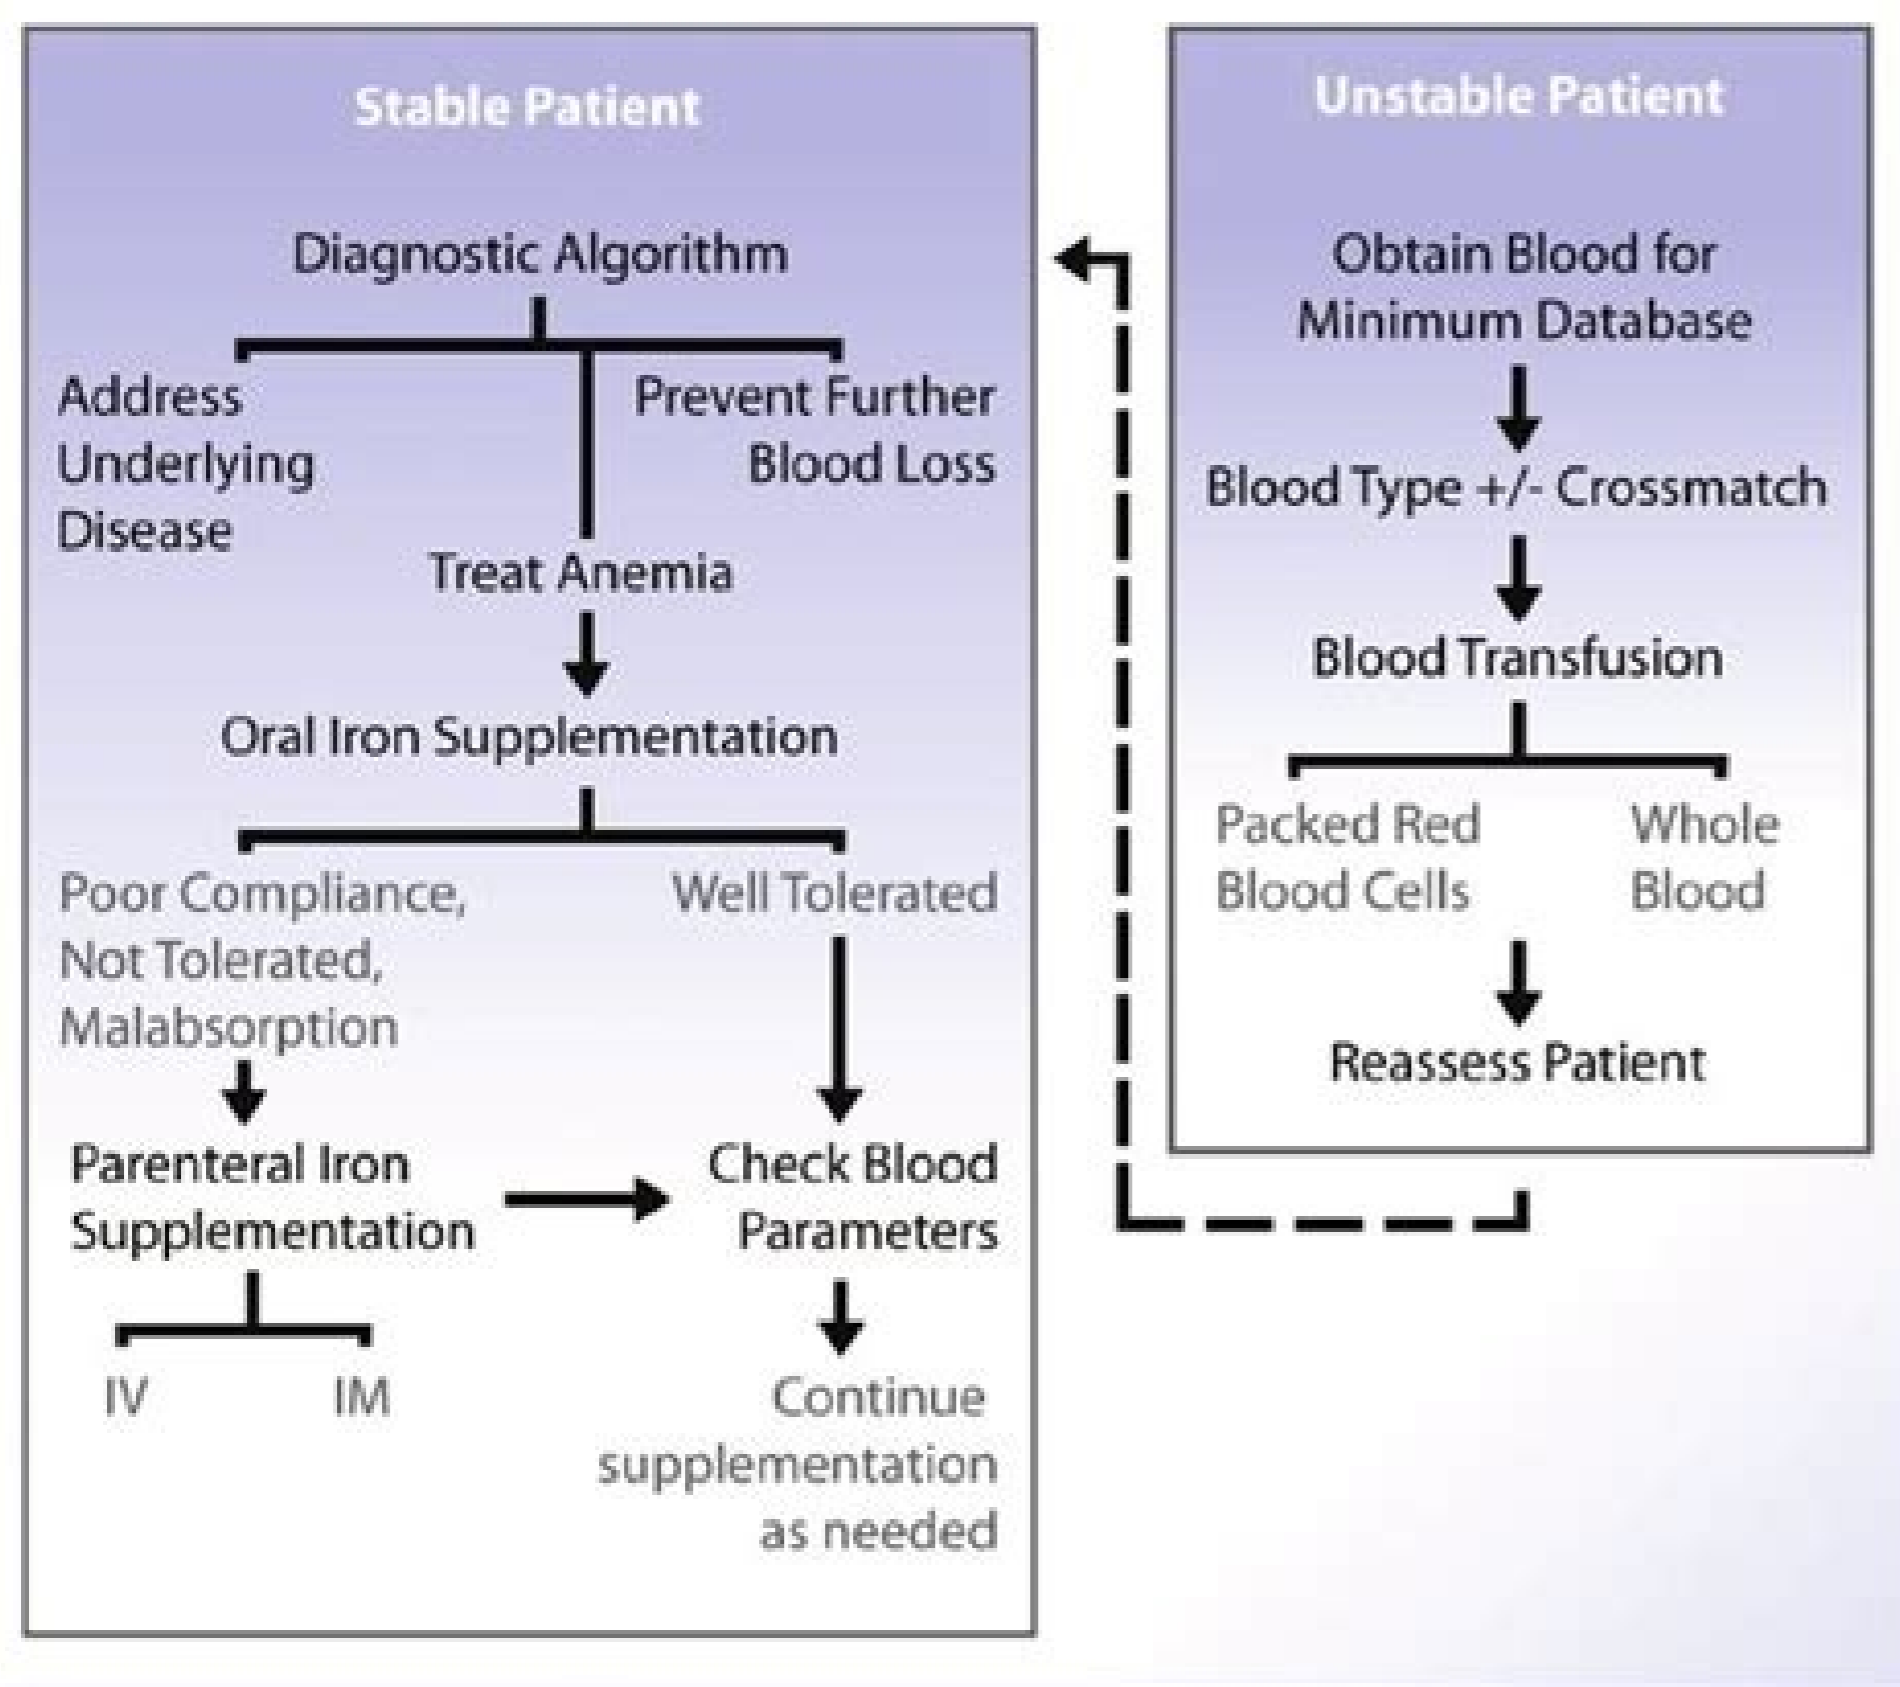 Stable Patient
Diagnostic Algorithm
Address
Underlying
Disease
Prevent Further
Blood Loss
Treat Anemia
Oral Iron Supplementation
Poor Compliance,
Not Tolerated,
Malabsorption
Well Tolerated
Parenteral Iron
Supplementation
Check Blood
Parameters
IV
IM
Continue
supplementation
as needed
Unstable Patient
Obtain Blood for
Minimum Database
Blood Type +/- Crossmatch
Blood Transfusion
Packed Red
Blood Cells
Whole
Blood
Reassess Patient